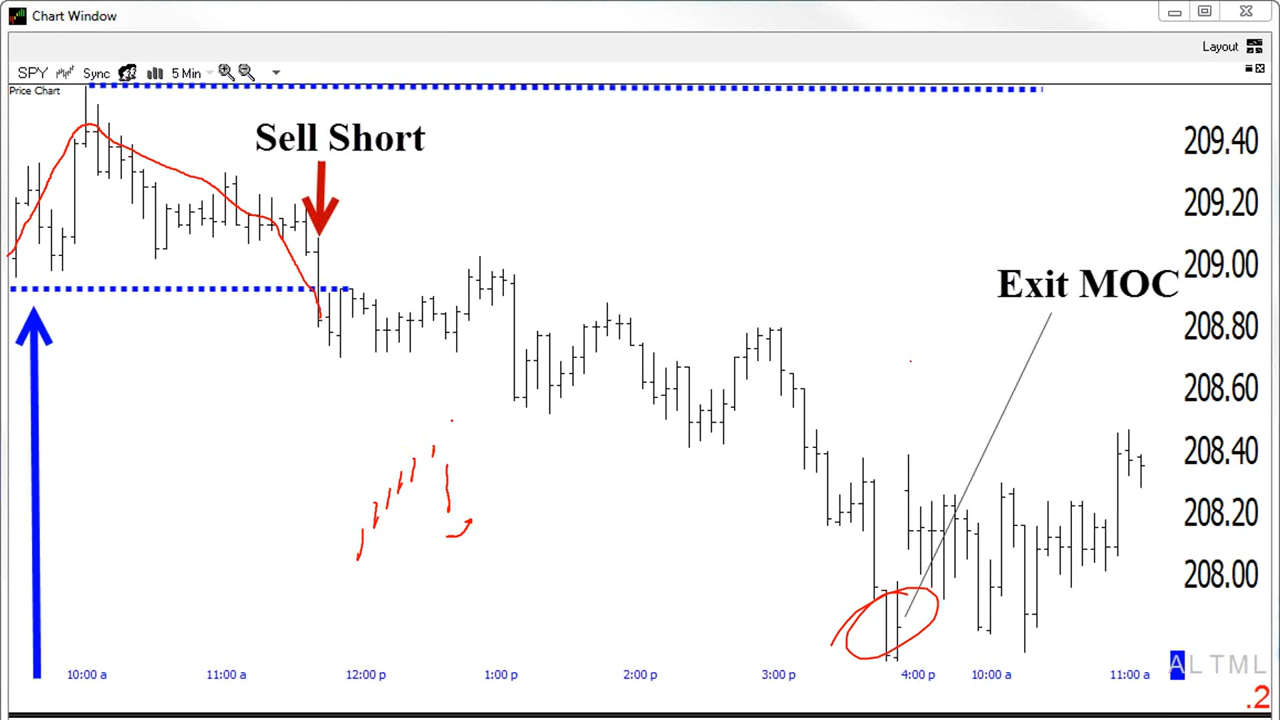 Chart Window
Layout
SPY Sync 5 Min
Price Chart
Sell Short
209.40
209.20
209.00
Exit MOC
208.80
208.60
208.40
208.20
208.00
10:00 a 11:00 a 12:00 p 1:00 p 2:00 p 3:00 p 4:00 p 10:00 a 11:00 a
A L T M L
.2